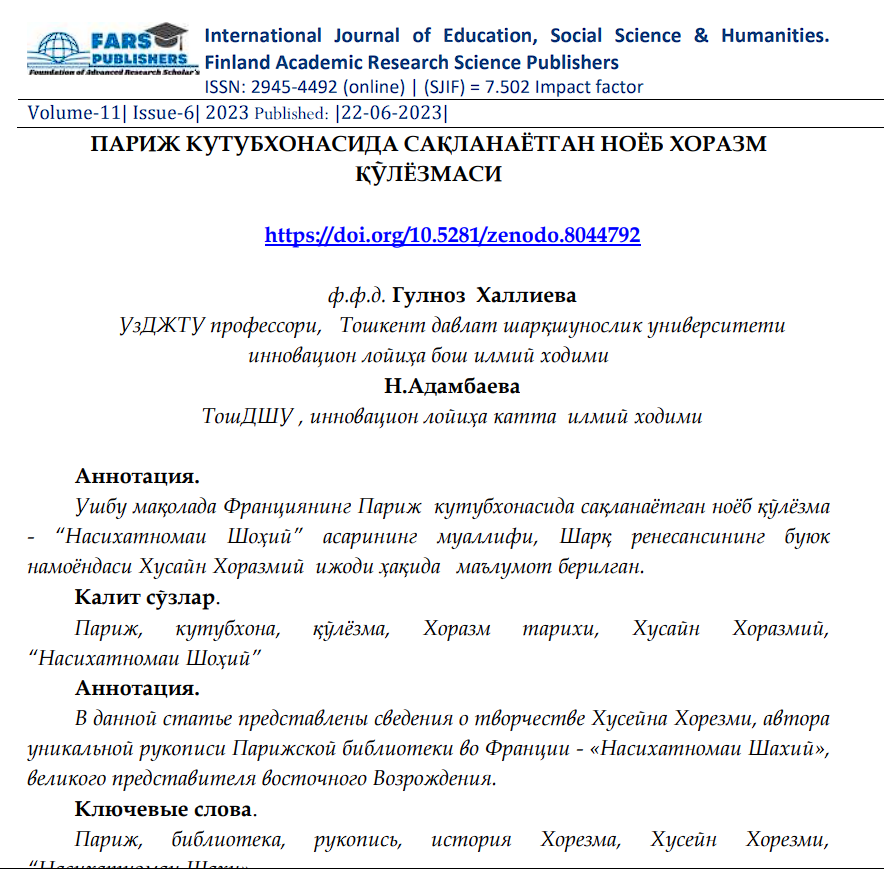 FARS
PUBLISHERS
Foundation of Advanced Research Scholar's
International Journal of Education, Social Science & Humanities.
Finland Academic Research Science Publishers
ISSN: 2945-4492 (online) | (SJIF) = 7.502 Impact factor
Volume-11| Issue-6| 2023 Published: |22-06-2023|
ПАРИЖ КУТУБХОНАСИДА САҚЛАНАЁТГАН НОЁБ ХОРАЗМ
ҚЎЛЁЗМАСИ
https://doi.org/10.5281/zenodo.8044792
ф.ф.д. Гулноз Халлиева
УзДЖТУ профессори, Тошкент давлат шарқшунослик университети
инновацион лойиҳа бош илмий ходими
Н.Адамбаева
ТошДШУ , инновацион лойиҳа катта илмий ходими
Аннотация.
Ушбу мақолада Франциянинг Париж кутубхонасида сақланаётган ноёб қўлёзма
- “Насихатномаи Шоҳий” асарининг муаллифи, Шарқ ренесансининг буюк
намоёндаси Хусайн Хоразмий ижоди ҳақида маълумот берилган.
Калит сўзлар.
Париж, кутубхона, қўлёзма, Хоразм тарихи, Хусайн Хоразмий,
“Насихатномаи Шоҳий”
Аннотация.
В данной статье представлены сведения о творчестве Хусейна Хорезми, автора
уникальной рукописи Парижской библиотеки во Франции - «Насихатномаи Шахий»,
великого представителя восточного Возрождения.
Ключевые слова.
Париж, библиотека, рукопись, история Хорезма, Хусейн Хорезми,